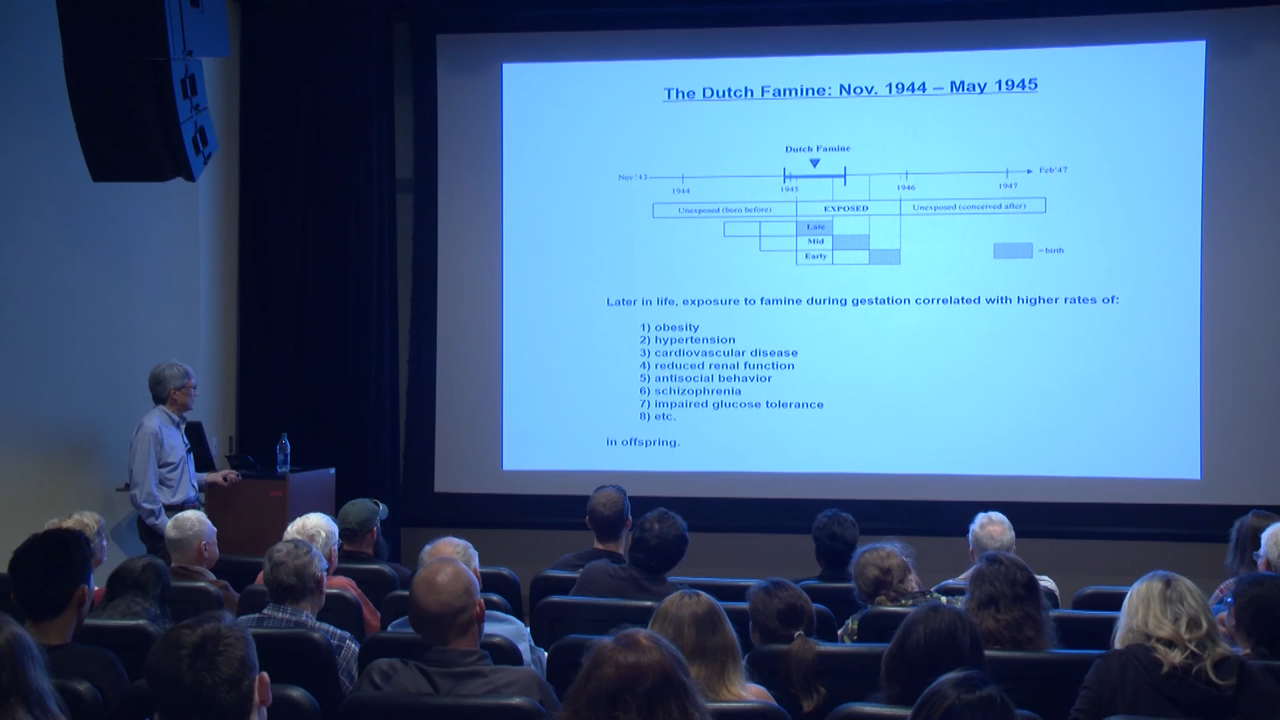 The Dutch Famine: Nov. 1944 – May 1945
Dutch Famine
Nov'43
Feb'47
1944
1945
1946
1947
Unexposed (born before)
EXPOSED
Unexposed (conceived after)
Late
Mid
Early
=birth
Later in life, exposure to famine during gestation correlated with higher rates of:
1) obesity
2) hypertension
3) cardiovascular disease
4) reduced renal function
5) antisocial behavior
6) schizophrenia
7) impaired glucose tolerance
8) etc.
in offspring.